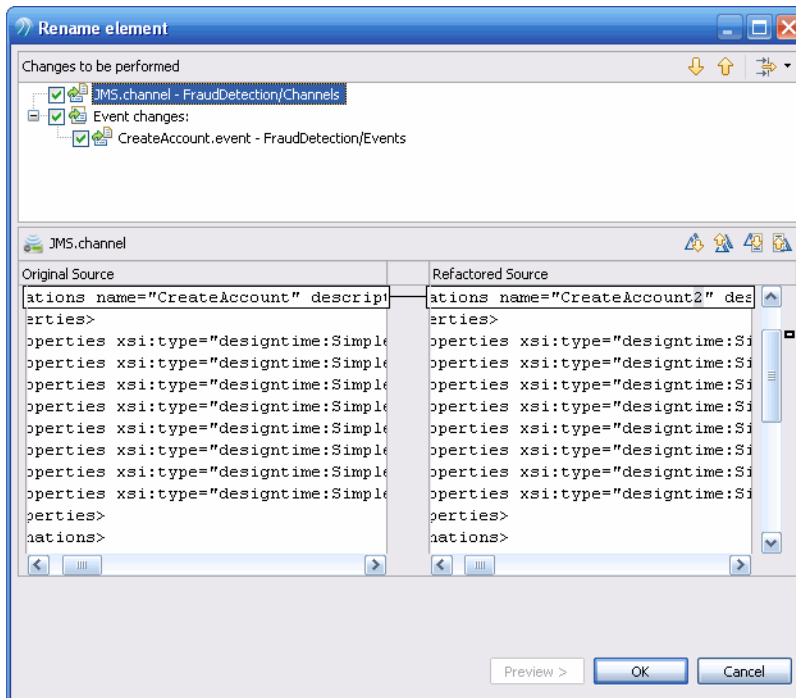 Rename element
Changes to be performed
JMS.channel - FraudDetection/Channels
Event changes:
CreateAccount.event - FraudDetection/Events
JMS.channel
Original Source
Refactored Source
ations name="CreateAccount" descript
erties>
operties xsi:type="designtime:Simple
operties xsi:type="designtime:Simple
operties xsi:type="designtime:Simple
operties xsi:type="designtime:Simple
operties xsi:type="designtime:Simple
operties xsi:type="designtime:Simple
operties xsi:type="designtime:Simple
operties xsi:type="designtime:Simple
perties>
nations>
ations name="CreateAccount2" des
erties>
operties xsi:type="designtime:Si
operties xsi:type="designtime:Si
operties xsi:type="designtime:Si
operties xsi:type="designtime:Si
operties xsi:type="designtime:Si
operties xsi:type="designtime:Si
operties xsi:type="designtime:Si
operties xsi:type="designtime:Si
perties>
nations>
Preview >
OK
Cancel